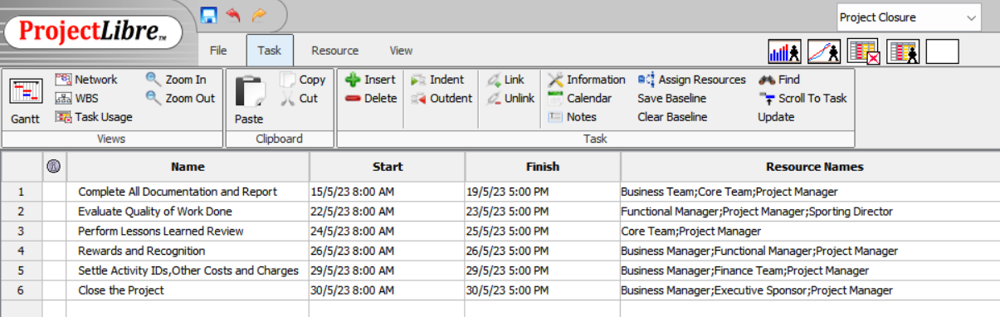 ProjectLibre™
Project Closure
File Task Resource View
Network Zoom In Copy Insert Indent Link Information Assign Resources Find
WBS Zoom Out Cut Delete Outdent Unlink Calendar Save Baseline Scroll To Task
Gantt Task Usage Paste Notes Clear Baseline Update
Views Clipboard Task
Name Start Finish Resource Names
1 Complete All Documentation and Report 15/5/23 8:00 AM 19/5/23 5:00 PM Business Team;Core Team;Project Manager
2 Evaluate Quality of Work Done 22/5/23 8:00 AM 23/5/23 5:00 PM Functional Manager;Project Manager;Sporting Director
3 Perform Lessons Learned Review 24/5/23 8:00 AM 25/5/23 5:00 PM Core Team;Project Manager
4 Rewards and Recognition 26/5/23 8:00 AM 26/5/23 5:00 PM Business Manager;Functional Manager;Project Manager
5 Settle Activity IDs,Other Costs and Charges 29/5/23 8:00 AM 29/5/23 5:00 PM Business Manager;Finance Team;Project Manager
6 Close the Project 30/5/23 8:00 AM 30/5/23 5:00 PM Business Manager;Executive Sponsor;Project Manager